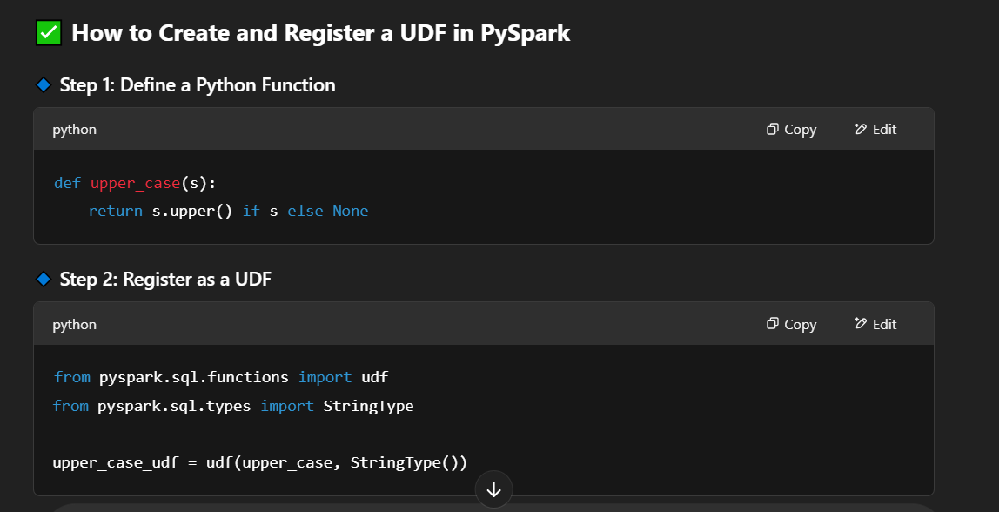 ✅ How to Create and Register a UDF in PySpark
🔹 Step 1: Define a Python Function
python Copy Edit
def upper_case(s):
    return s.upper() if s else None
🔹 Step 2: Register as a UDF
python Copy Edit
from pyspark.sql.functions import udf
from pyspark.sql.types import StringType
upper_case_udf = udf(upper_case, StringType())